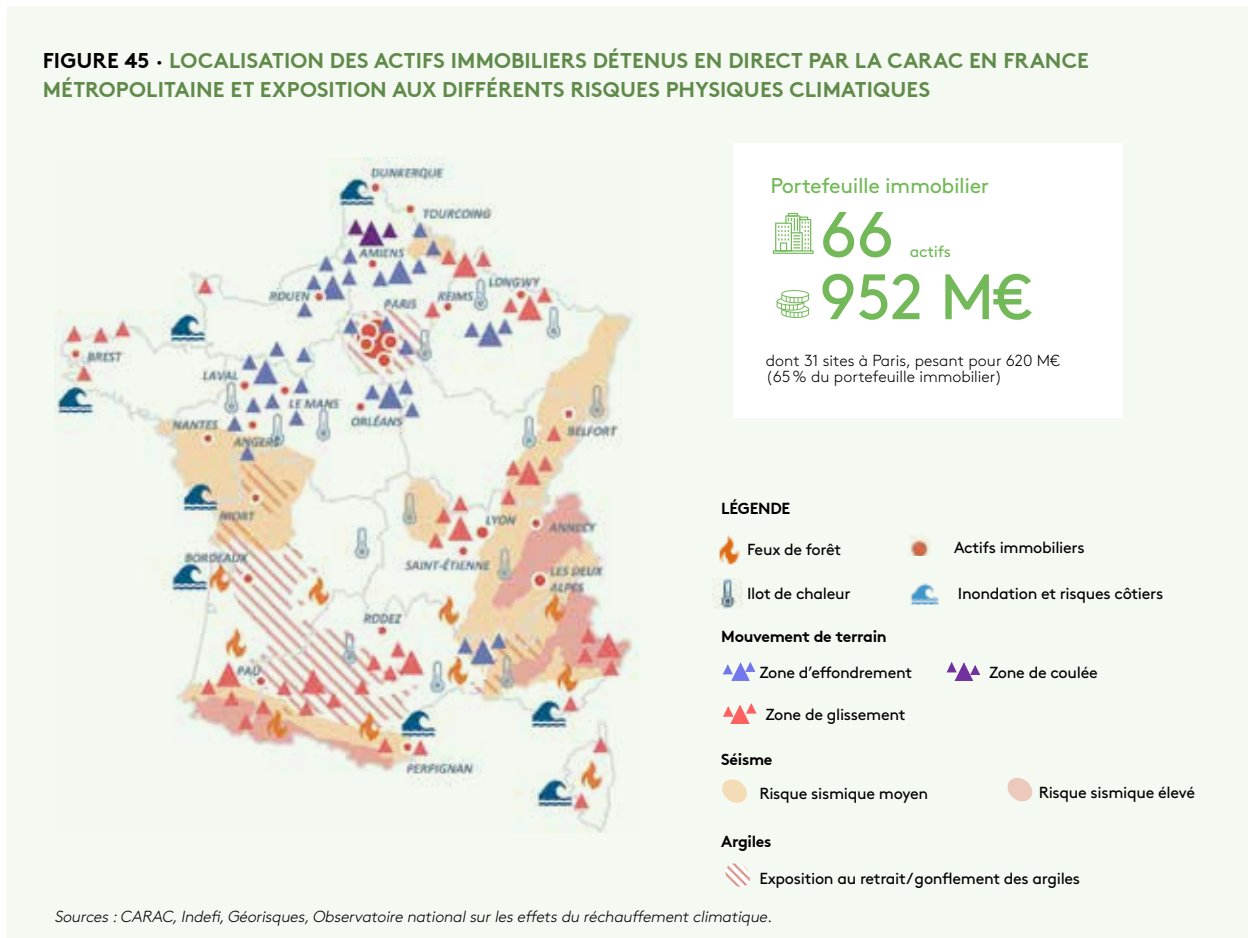 FIGURE 45 · LOCALISATION DES ACTIFS IMMOBILIERS DÉTENUS EN DIRECT PAR LA CARAC EN FRANCE
MÉTROPOLITAINE ET EXPOSITION AUX DIFFÉRENTS RISQUES PHYSIQUES CLIMATIQUES
DUNKERQUE
TOURCOING
AMIENS
LONGWY
ROUEN
PARIS
REIMS
BREST
LAVAL
LE MANS
ORLÉANS
NANTES
ANGERS
BELFORT
NIORT
LYON
ANNECY
BORDEAUX
SAINT-ÉTIENNE
LES DEUX
ALPES
RODEZ
PAU
PERPIGNAN
Portefeuille immobilier
66 actifs
952 M€
dont 31 sites à Paris, pesant pour 620 M€
(65 % du portefeuille immobilier)
LÉGENDE
Feux de forêt
Actifs immobiliers
Ilot de chaleur
Inondation et risques côtiers
Mouvement de terrain
Zone d'effondrement
Zone de coulée
Zone de glissement
Séisme
Risque sismique moyen
Risque sismique élevé
Argiles
Exposition au retrait/gonflement des argiles
Sources : CARAC, Indefi, Géorisques, Observatoire national sur les effets du réchauffement climatique.